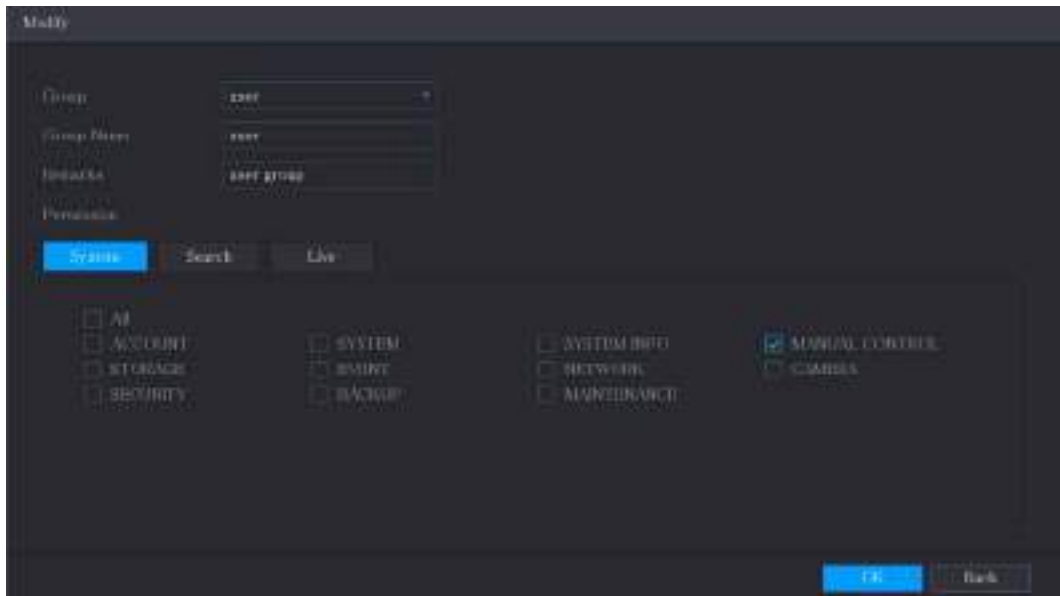 Modify
Group user
Group Name user
Remarks user group
Permission
System Search Live
All
ACCOUNT SYSTEM SYSTEM INFO MANUAL CONTROL
STORAGE EVENT NETWORK CAMERA
SECURITY BACKUP MAINTENANCE
OK Back